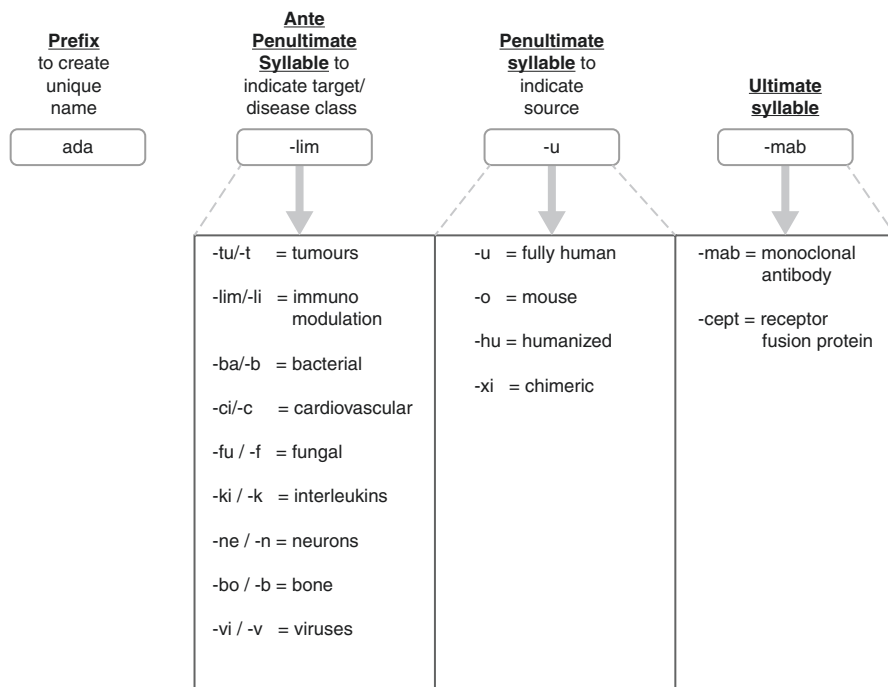 Prefix
to create
unique
name
ada
Ante
Penultimate
Syllable to
indicate target/
disease class
-lim
Penultimate
syllable to
indicate
source
-u
Ultimate
syllable
-mab
-tu/-t = tumours
-lim/-li = immuno
modulation
-ba/-b = bacterial
-ci/-c = cardiovascular
-fu / -f = fungal
-ki / -k = interleukins
-ne / -n = neurons
-bo / -b = bone
-vi / -v = viruses
-u = fully human
-o = mouse
-hu = humanized
-xi = chimeric
-mab = monoclonal
antibody
-cept = receptor
fusion protein